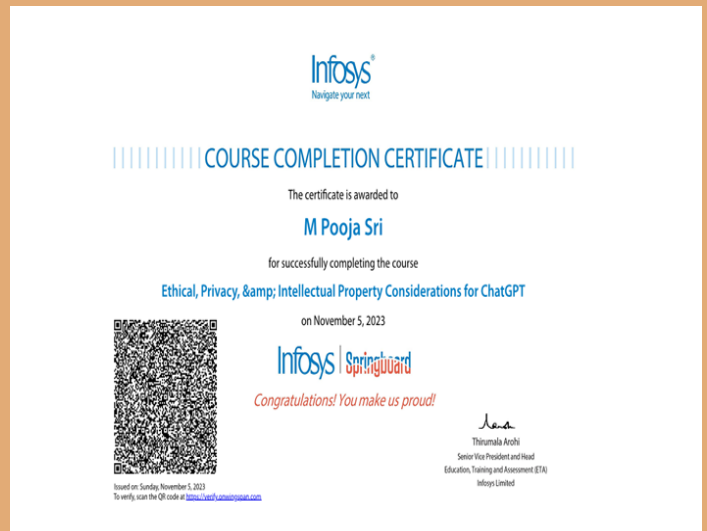 Infosys®
Navigate your next
COURSE COMPLETION CERTIFICATE
The certificate is awarded to
M Pooja Sri
for successfully completing the course
Ethical, Privacy, &amp; Intellectual Property Considerations for ChatGPT
on November 5, 2023
Infosys | Springboard
Congratulations! You make us proud!
Thirumala Arohi
Senior Vice President and Head
Education, Training and Assessment (ETA)
Infosys Limited
Issued on: Sunday, November 5, 2023
To verify, scan the QR code at https://verify.onwingspan.com